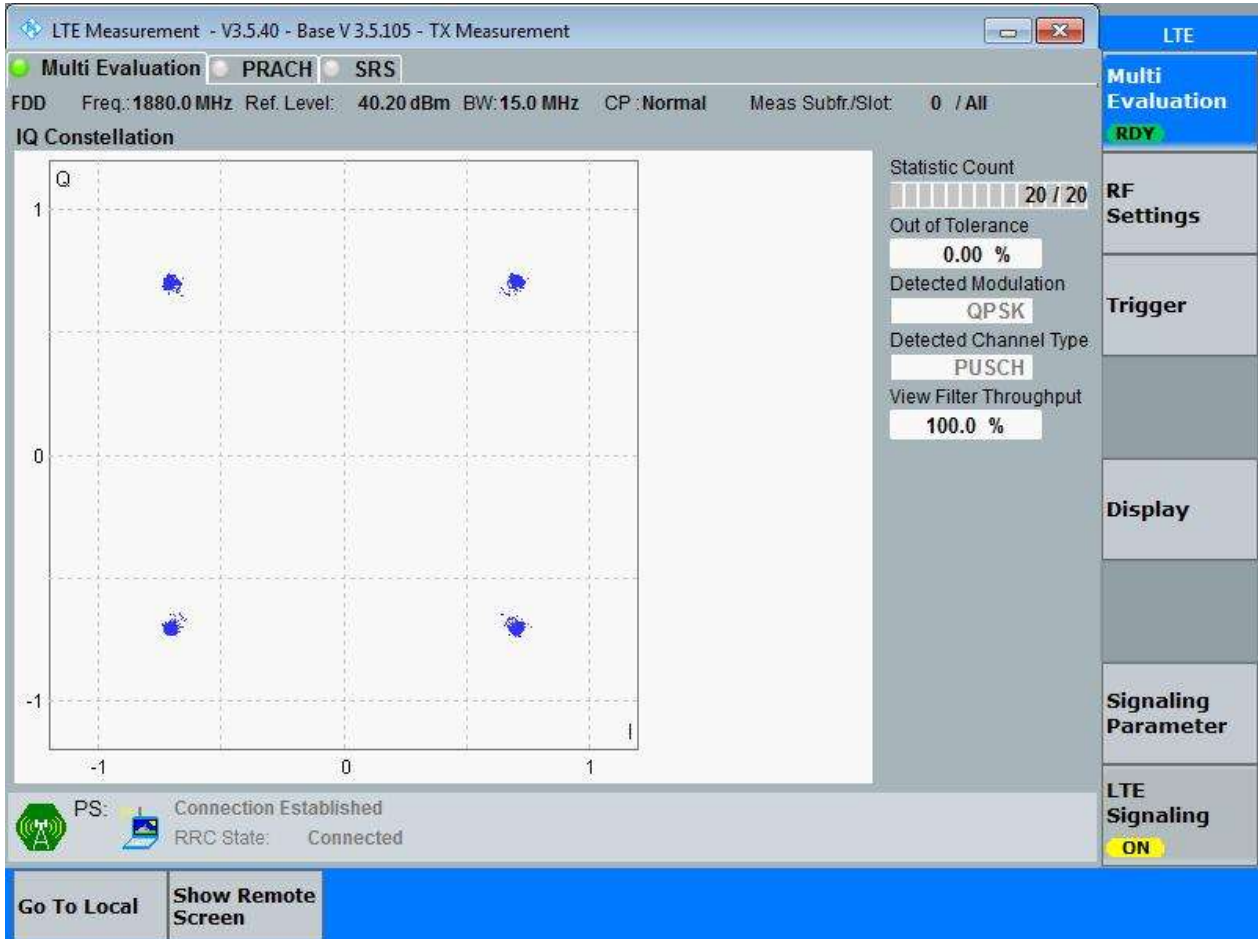 LTE Measurement - V3.5.40 - Base V 3.5.105 - TX Measurement
LTE
Multi Evaluation PRACH SRS
FDD Freq.: 1880.0 MHz Ref. Level: 40.20 dBm BW: 15.0 MHz CP : Normal Meas Subfr./Slot: 0 / All
IQ Constellation
Q
1
0
-1
I
-1 0 1
Statistic Count
20 / 20
Out of Tolerance
0.00 %
Detected Modulation
QPSK
Detected Channel Type
PUSCH
View Filter Throughput
100.0 %
Multi
Evaluation
RDY
RF
Settings
Trigger
Display
Signaling
Parameter
LTE
Signaling
ON
PS: Connection Established
RRC State: Connected
Go To Local
Show Remote
Screen